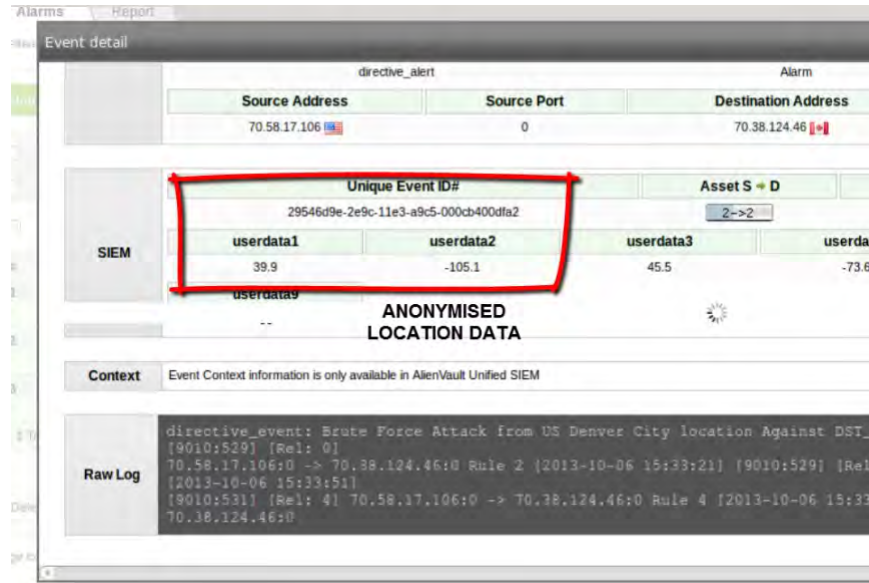 Alarms Report
Event detail
directive_alert Alarm
Source Address Source Port Destination Address
70.58.17.106 0 70.38.124.46
Unique Event ID# Asset S D
29546d9e-2e9c-11e3-a9c5-000cb400dfa2 2->2
SIEM
userdata1 userdata2 userdata3 userda
39.9 -105.1 45.5 -73.6
userdata9
--
ANONYMISED
LOCATION DATA
Context Event Context information is only available in AlienVault Unified SIEM
Raw Log
directive_event: Brute Force Attack from US Denver City location Against DST_
[9010:529] [Rel: 0]
70.58.17.106:0 -> 70.38.124.46:0 Rule 2 [2013-10-06 15:33:21] [9010:529] [Rel
[2013-10-06 15:33:51]
[9010:531] [Rel: 4] 70.58.17.106:0 -> 70.38.124.46:0 Rule 4 [2013-10-06 15:33
70.38.124.46:0